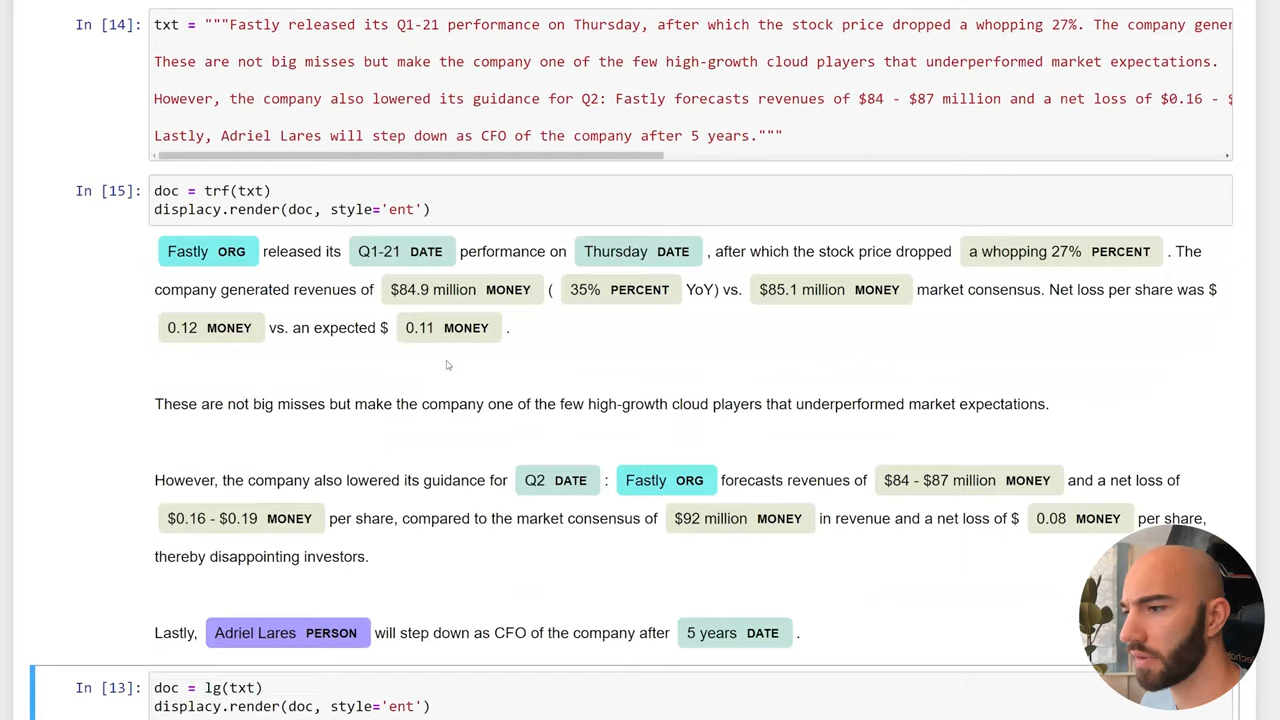 In [14]: txt = """Fastly released its Q1-21 performance on Thursday, after which the stock price dropped a whopping 27%. The company gener
These are not big misses but make the company one of the few high-growth cloud players that underperformed market expectations.
However, the company also lowered its guidance for Q2: Fastly forecasts revenues of $84 - $87 million and a net loss of $0.16 - $
Lastly, Adriel Lares will step down as CFO of the company after 5 years."""
In [15]: doc = trf(txt)
displacy.render(doc, style='ent')
Fastly ORG released its Q1-21 DATE performance on Thursday DATE , after which the stock price dropped a whopping 27% PERCENT . The
company generated revenues of $84.9 million MONEY ( 35% PERCENT YoY) vs. $85.1 million MONEY market consensus. Net loss per share was $
0.12 MONEY vs. an expected $ 0.11 MONEY .
These are not big misses but make the company one of the few high-growth cloud players that underperformed market expectations.
However, the company also lowered its guidance for Q2 DATE : Fastly ORG forecasts revenues of $84 - $87 million MONEY and a net loss of
$0.16 - $0.19 MONEY per share, compared to the market consensus of $92 million MONEY in revenue and a net loss of $ 0.08 MONEY per share,
thereby disappointing investors.
Lastly, Adriel Lares PERSON will step down as CFO of the company after 5 years DATE .
In [13]: doc = lg(txt)
displacy.render(doc, style='ent')